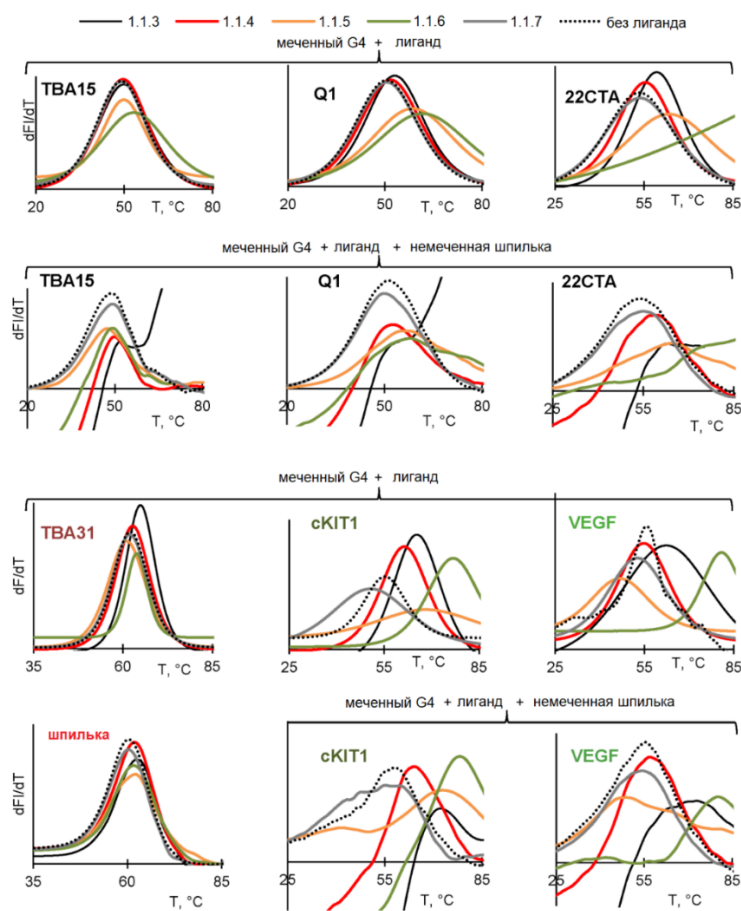 1.1.3 1.1.4 1.1.5 1.1.6 1.1.7 без лиганда
меченный G4 + лиганд
TBA15 Q1 22CTA
dFI/dT
20 50 80 20 50 80 25 55 85
T, °C T, °C T, °C
меченный G4 + лиганд + немеченная шпилька
TBA15 Q1 22CTA
dFI/dT
20 50 80 20 50 80 25 55 85
T, °C T, °C T, °C
меченный G4 + лиганд
TBA31 cKIT1 VEGF
dF/dT
35 60 85 25 55 85 25 55 85
T, °C T, °C T, °C
меченный G4 + лиганд + немеченная шпилька
шпилька cKIT1 VEGF
dFI/dT
35 60 85 25 55 85 25 55 85
T, °C T, °C T, °C